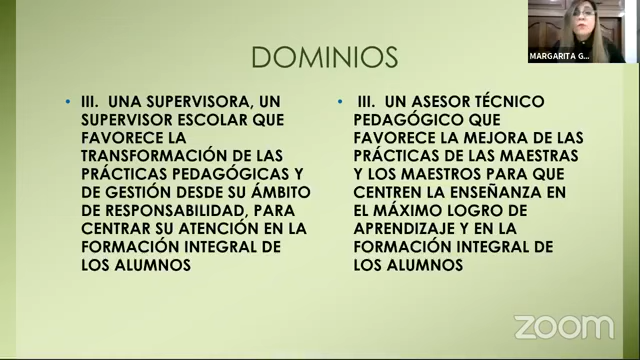 MARGARITA G...
DOMINIOS
• III. UNA SUPERVISORA, UN
SUPERVISOR ESCOLAR QUE
FAVORECE LA
TRANSFORMACIÓN DE LAS
PRÁCTICAS PEDAGÓGICAS Y
DE GESTIÓN DESDE SU ÁMBITO
DE RESPONSABILIDAD, PARA
CENTRAR SU ATENCIÓN EN LA
FORMACIÓN INTEGRAL DE
LOS ALUMNOS
• III. UN ASESOR TÉCNICO
PEDAGÓGICO QUE
FAVORECE LA MEJORA DE LAS
PRÁCTICAS DE LAS MAESTRAS
Y LOS MAESTROS PARA QUE
CENTREN LA ENSEÑANZA EN
EL MÁXIMO LOGRO DE
APRENDIZAJE Y EN LA
FORMACIÓN INTEGRAL DE
LOS ALUMNOS
zoom